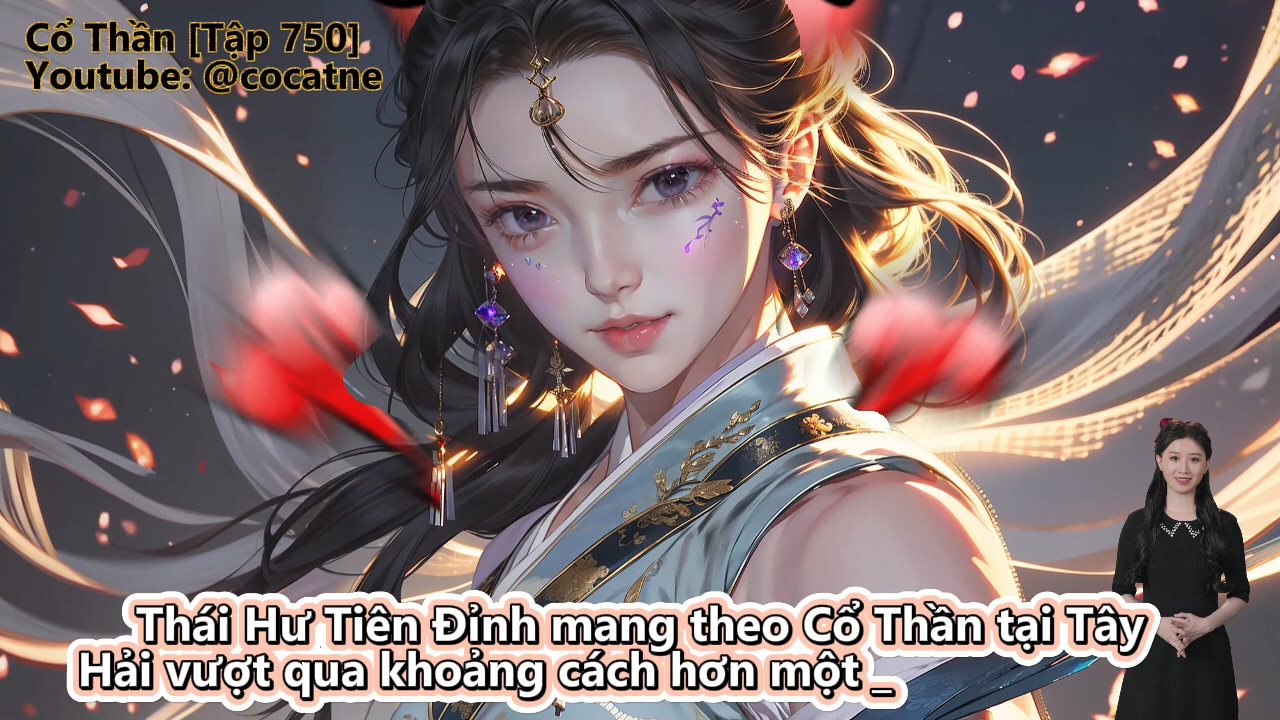 Cổ Thần [Tập 750]
Youtube: @cocatne
Thái Hư Tiên Đỉnh mang theo Cổ Thần tại Tây
Hải vượt qua khoảng cách hơn một _